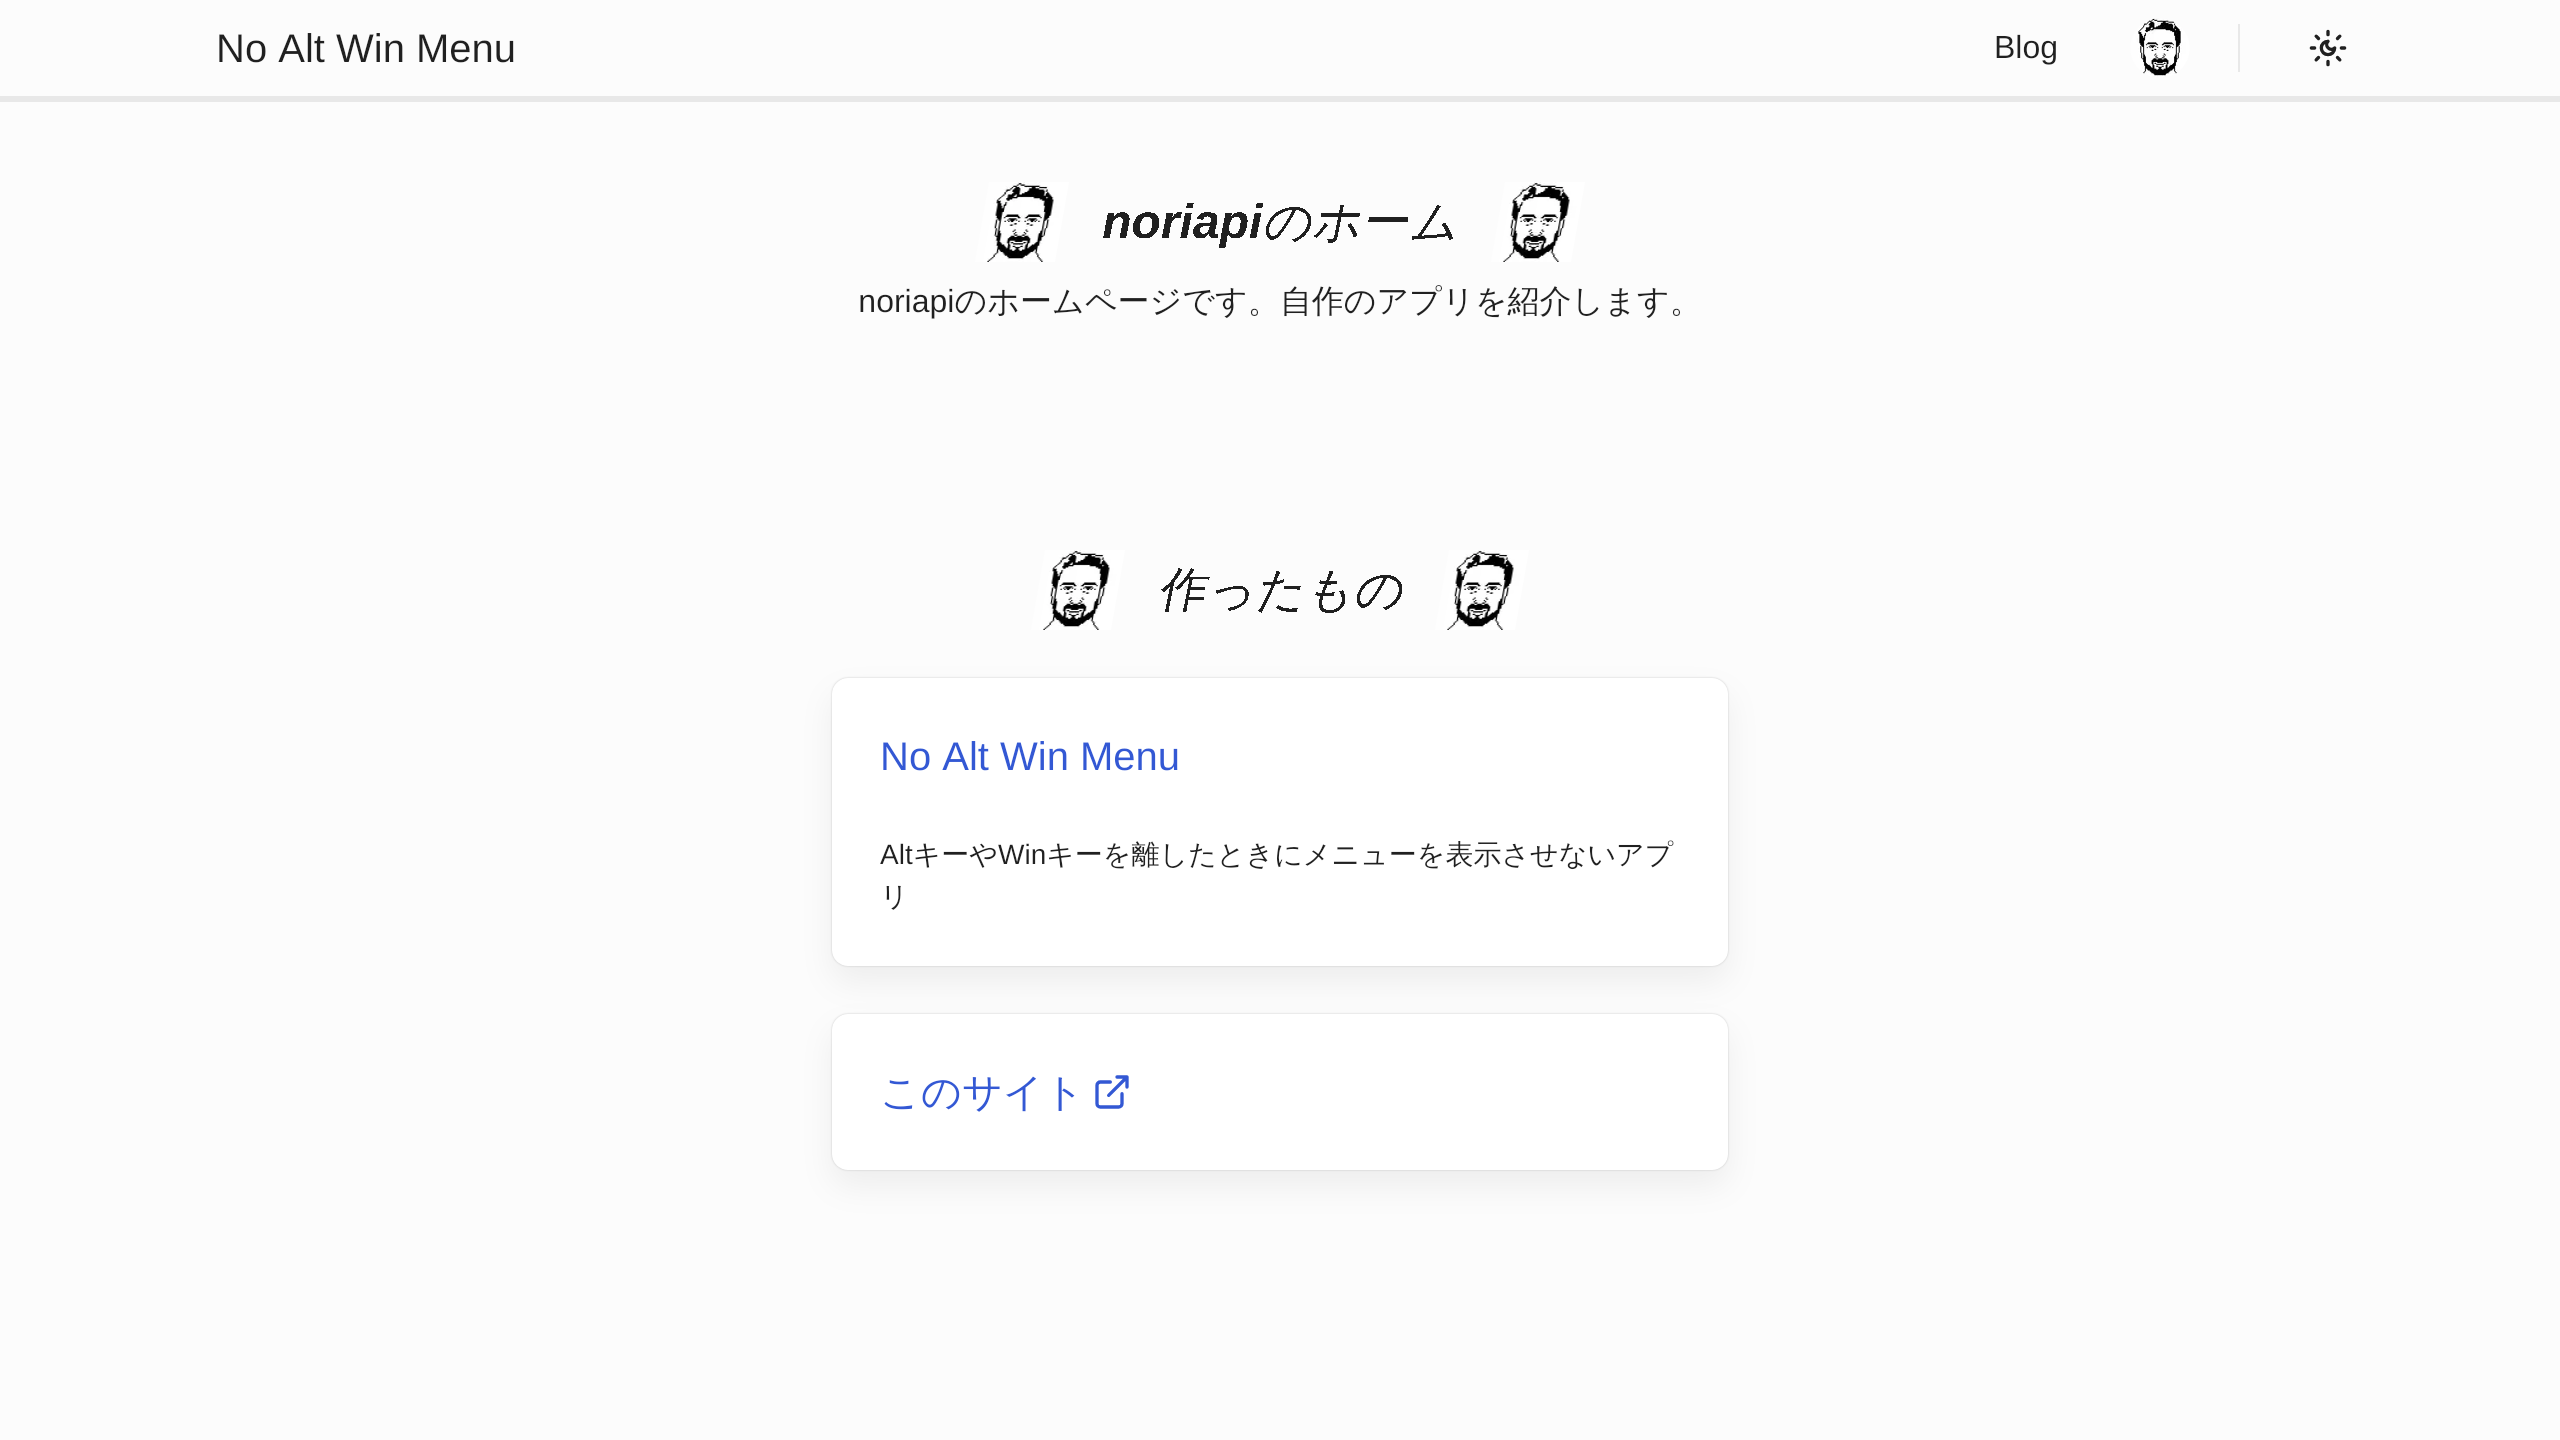 No Alt Win Menu
Blog
noriapiのホーム
noriapiのホームページです。自作のアプリを紹介します。
作ったもの
No Alt Win Menu
AltキーやWinキーを離したときにメニューを表示させないアプ
リ
このサイト